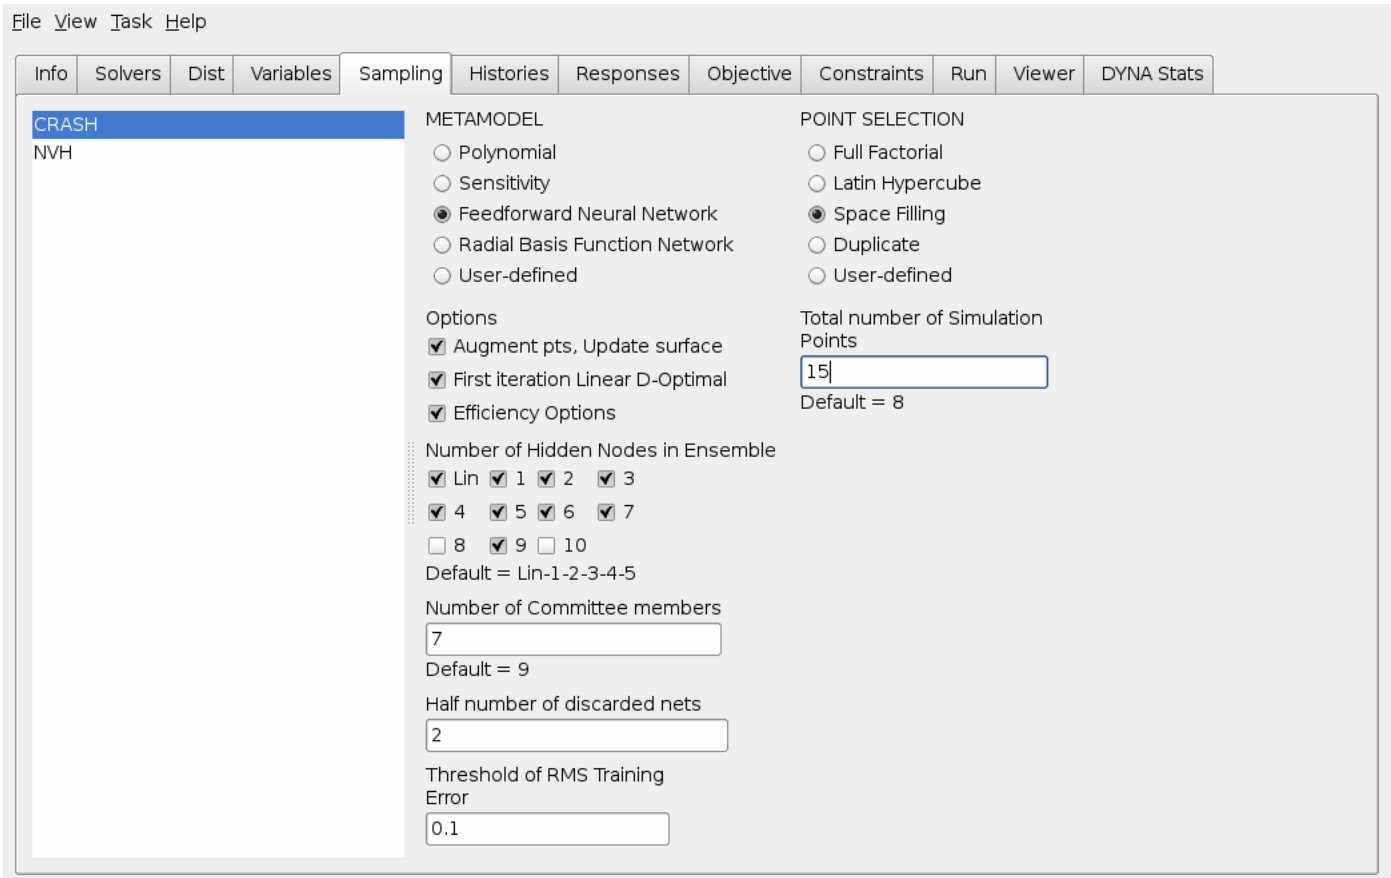 File View Task Help
Info Solvers Dist Variables Sampling Histories Responses Objective Constraints Run Viewer DYNA Stats
CRASH
NVH
METAMODEL
Polynomial
Sensitivity
Feedforward Neural Network
Radial Basis Function Network
User-defined
Options
Augment pts, Update surface
First iteration Linear D-Optimal
Efficiency Options
Number of Hidden Nodes in Ensemble
Lin 1 2 3
4 5 6 7
8 9 10
Default = Lin-1-2-3-4-5
Number of Committee members
7
Default = 9
Half number of discarded nets
2
Threshold of RMS Training
Error
0.1
POINT SELECTION
Full Factorial
Latin Hypercube
Space Filling
Duplicate
User-defined
Total number of Simulation
Points
15
Default = 8